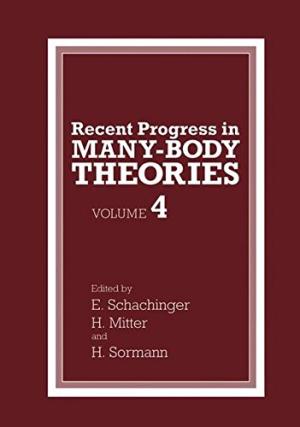 Recent Progress in
MANY-BODY
THEORIES
VOLUME 4
Edited by
E. Schachinger
H. Mitter
and
H. Sormann